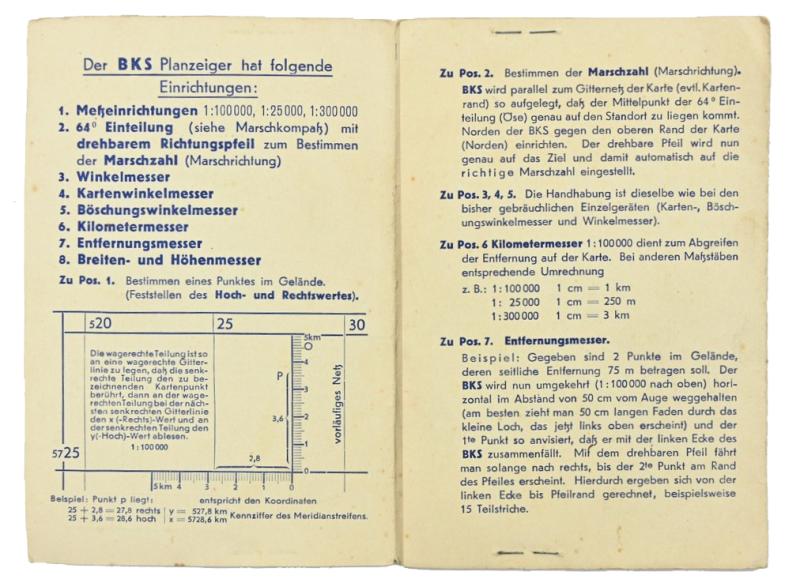 Der BKS Planzeiger hat folgende
Einrichtungen:
1. Meßeinrichtungen 1:100000, 1:25000, 1:300000
2. 64° Einteilung (siehe Marschkompaß) mit
drehbarem Richtungspfeil zum Bestimmen
der Marschzahl (Marschrichtung)
3. Winkelmesser
4. Kartenwinkelmesser
5. Böschungswinkelmesser
6. Kilometermesser
7. Entfernungsmesser
8. Breiten- und Höhenmesser
Zu Pos. 1. Bestimmen eines Punktes im Gelände.
(Feststellen des Hoch- und Rechtswertes).
520 25 30
5km
Die wagerechte Teilung ist so
an eine wagerechte Gitter-
linie zu legen, daß die senk-
rechte Teilung den zu be-
zeichnenden Kartenpunkt
berührt, dann an der wage-
rechten Teilung bei der näch-
sten senkrechten Gitterlinie
den x (-Rechts)-Wert und an
der senkrechten Teilung den
y(-Hoch)-Wert ablesen.
1:100000
P
3,6
2,8
4
3
2
1
0
vorläufiges Netz
5725
5km 4 3 2 1 0
Beispiel: Punkt p liegt: entspricht den Koordinaten
25 + 2,8 = 27,8 rechts | y = 527,8 km
25 + 3,6 = 28,6 hoch | x = 5728,6 km Kennziffer des Meridianstreifens.
Zu Pos. 2. Bestimmen der Marschzahl (Marschrichtung).
BKS wird parallel zum Gitternetz der Karte (evtl. Karten-
rand) so aufgelegt, daß der Mittelpunkt der 64° Ein-
teilung (Öse) genau auf den Standort zu liegen kommt.
Norden der BKS gegen den oberen Rand der Karte
(Norden) einrichten. Der drehbare Pfeil wird nun
genau auf das Ziel und damit automatisch auf die
richtige Marschzahl eingestellt.
Zu Pos. 3, 4, 5. Die Handhabung ist dieselbe wie bei den
bisher gebräuchlichen Einzelgeräten (Karten-, Bösch-
ungswinkelmesser und Winkelmesser).
Zu Pos. 6 Kilometermesser 1:100000 dient zum Abgreifen
der Entfernung auf der Karte. Bei anderen Maßstäben
entsprechende Umrechnung
z. B.: 1:100000 1 cm = 1 km
1: 25000 1 cm = 250 m
1:300000 1 cm = 3 km
Zu Pos. 7. Entfernungsmesser.
Beispiel: Gegeben sind 2 Punkte im Gelände,
deren seitliche Entfernung 75 m betragen soll. Der
BKS wird nun umgekehrt (1:100000 nach oben) hori-
zontal im Abstand von 50 cm vom Auge weggehalten
(am besten zieht man 50 cm langen Faden durch das
kleine Loch, das jetzt links oben erscheint) und der
1te Punkt so anvisiert, daß er mit der linken Ecke des
BKS zusammenfällt. Mit dem drehbaren Pfeil fährt
man solange nach rechts, bis der 2te Punkt am Rand
des Pfeiles erscheint. Hierdurch ergeben sich von der
linken Ecke bis Pfeilrand gerechnet, beispielsweise
15 Teilstriche.